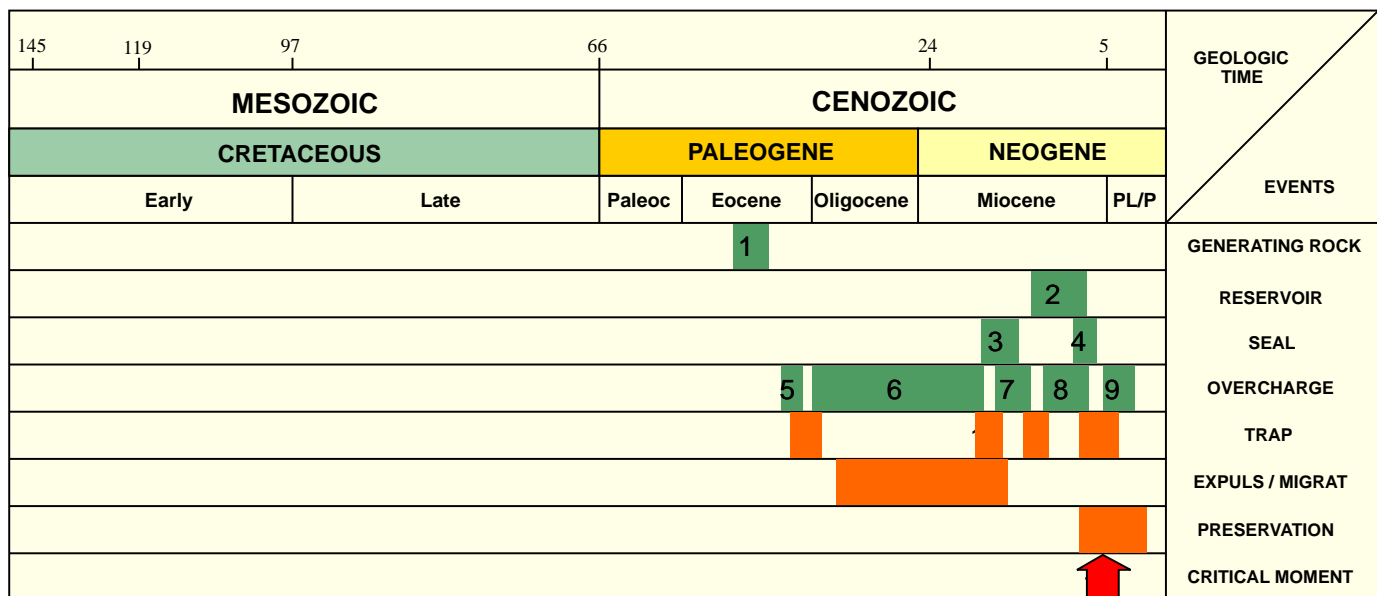 145 119 97 66 24 5
GEOLOGIC
TIME
MESOZOIC CENOZOIC
CRETACEOUS PALEOGENE NEOGENE
EVENTS
Early Late Paleoc Eocene Oligocene Miocene PL/P
1 GENERATING ROCK
2 RESERVOIR
3 4 SEAL
5 6 7 8 9 OVERCHARGE
TRAP
EXPULS / MIGRAT
PRESERVATION
CRITICAL MOMENT